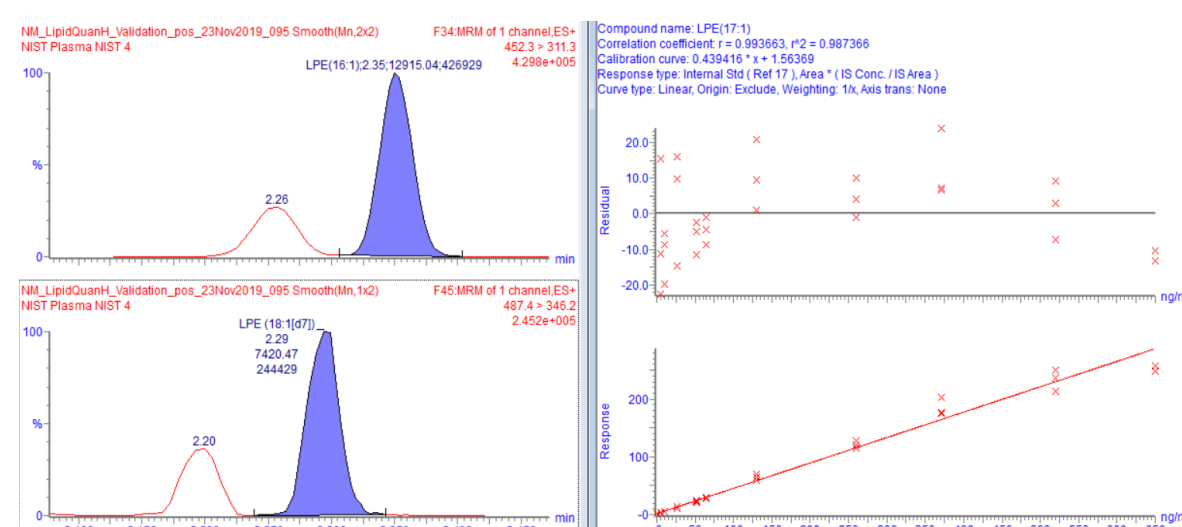 NM_LipidQuanH_Validation_pos_23Nov2019_095 Smooth(Mn,2x2)
F34:MRM of 1 channel,ES+
NIST Plasma NIST 4
452.3 > 311.3
4.298e+005
100
LPE(16:1);2.35;12915.04;426929
%
2.26
0
min
NM_LipidQuanH_Validation_pos_23Nov2019_095 Smooth(Mn,1x2)
F45:MRM of 1 channel,ES+
NIST Plasma NIST 4
487.4 > 346.2
2.452e+005
100
LPE (18:1[d7])
2.29
7420.47
244429
%
2.20
0
min
Compound name: LPE(17:1)
Correlation coefficient: r = 0.993663, r^2 = 0.987366
Calibration curve: 0.439416 * x + 1.56369
Response type: Internal Std ( Ref 17 ), Area * ( IS Conc. / IS Area )
Curve type: Linear, Origin: Exclude, Weighting: 1/x, Axis trans: None
20.0
10.0
Residual
0.0
-10.0
-20.0
Response
200
100
-0